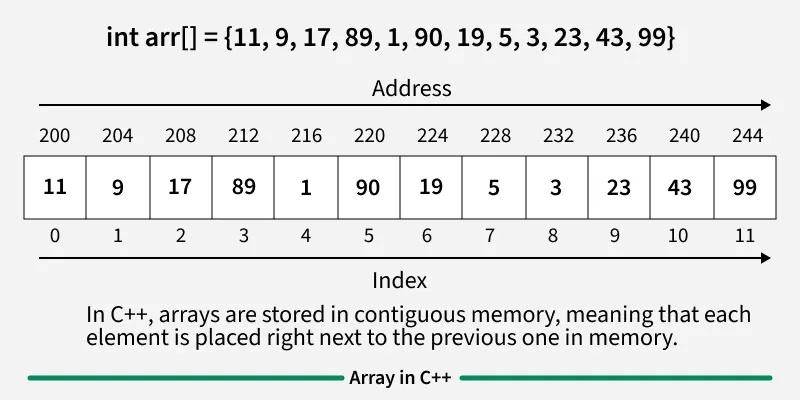 int arr[] = {11, 9, 17, 89, 1, 90, 19, 5, 3, 23, 43, 99}
Address
200 204 208 212 216 220 224 228 232 236 240 244
11 9 17 89 1 90 19 5 3 23 43 99
0 1 2 3 4 5 6 7 8 9 10 11
Index
In C++, arrays are stored in contiguous memory, meaning that each
element is placed right next to the previous one in memory.
Array in C++